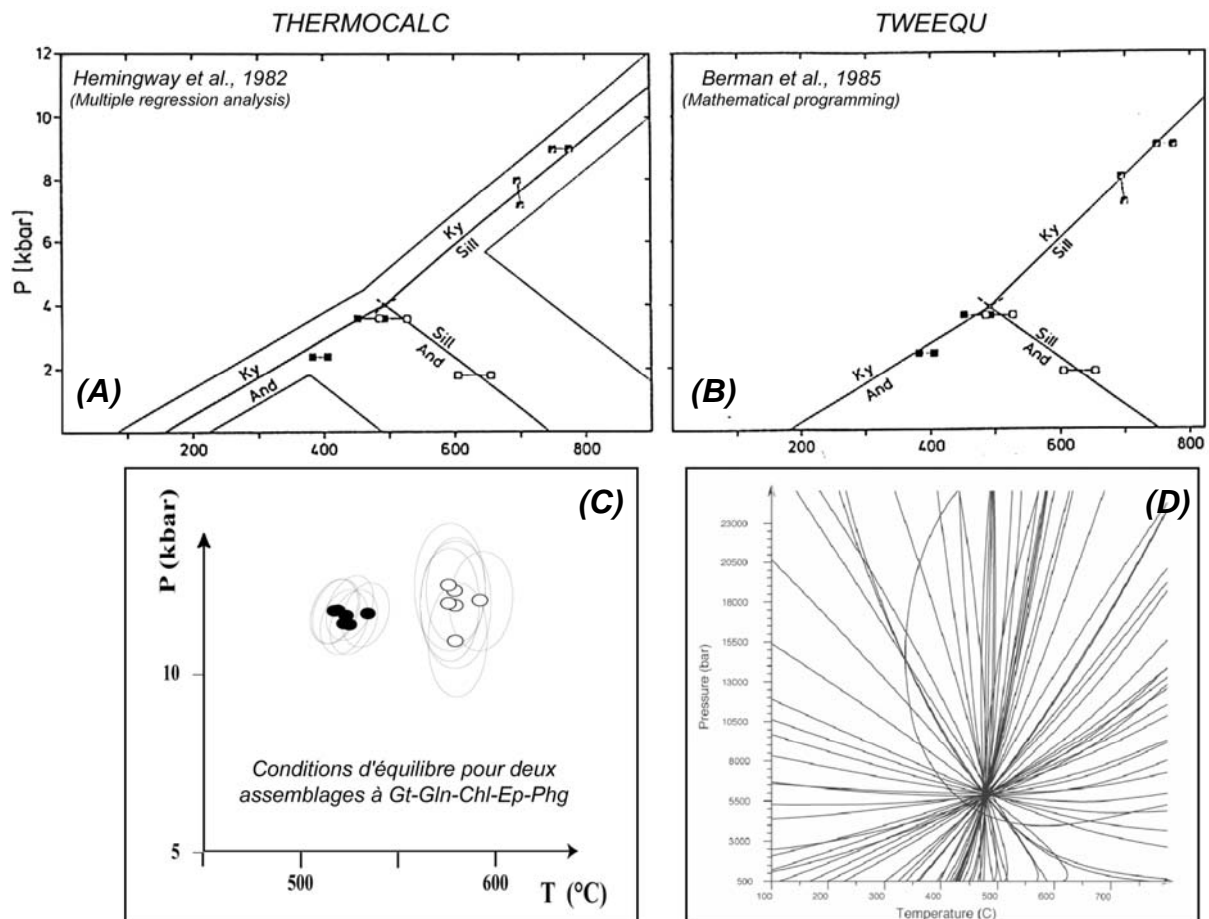 THERMOCALC
TWEEQU
Hemingway et al., 1982
(Multiple regression analysis)
P [kbar]
12
10
8
6
4
2
Ky
Sill
Ky
And
Sill
And
(A)
200
400
600
800
Berman et al., 1985
(Mathematical programming)
Ky
Sill
Ky
And
Sill
And
(B)
200
400
600
800
(C)
P (kbar)
10
5
Conditions d'équilibre pour deux
assemblages à Gt-Gln-Chl-Ep-Phg
500
600
T (°C)
(D)
Pressure (bar)
23000
20500
18000
15500
13000
10500
8000
5500
3000
500
100
200
300
400
500
600
700
Temperature (C)